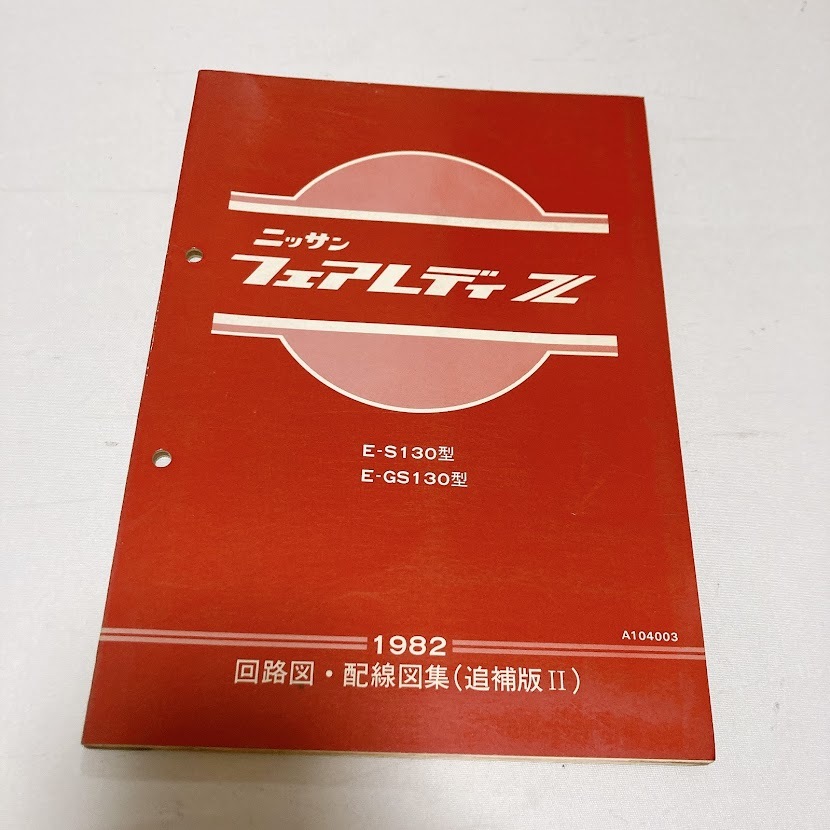 ニッサン
フェアレディ Z
E-S130型
E-GS130型
A104003
1982
回路図・配線図集(追補版II)